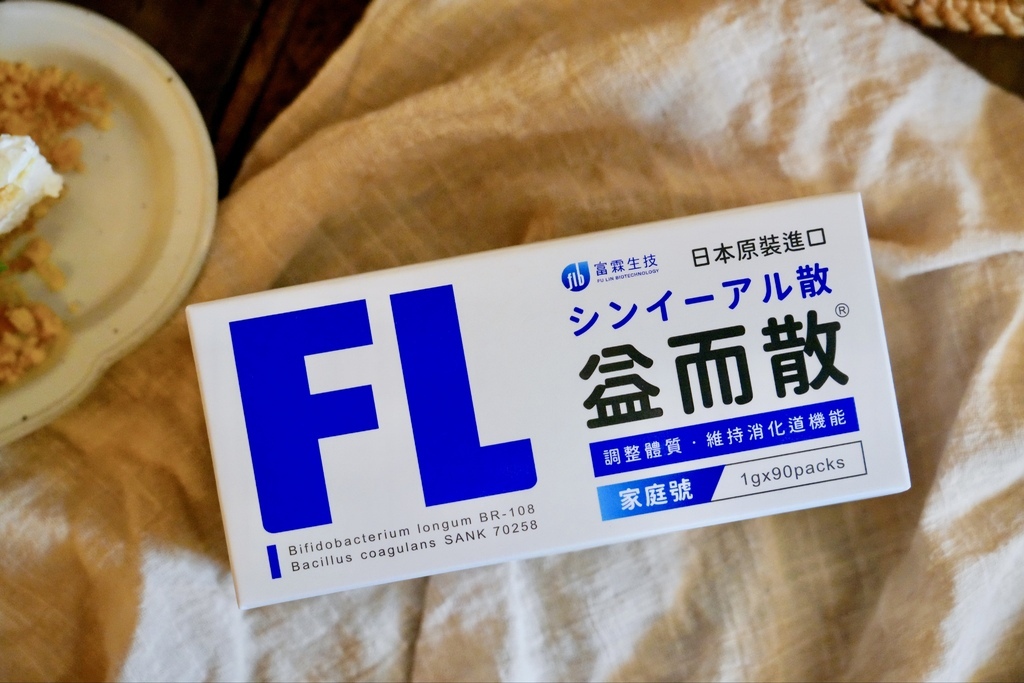 FL
Bifidobacterium longum BR-108
Bacillus coagulans SANK 70258
flb 富霖生技
FU LIN BIOTECHNOLOGY
日本原裝進口
シンイーアル散
益而散®
調整體質・維持消化道機能
家庭號 1gx90packs